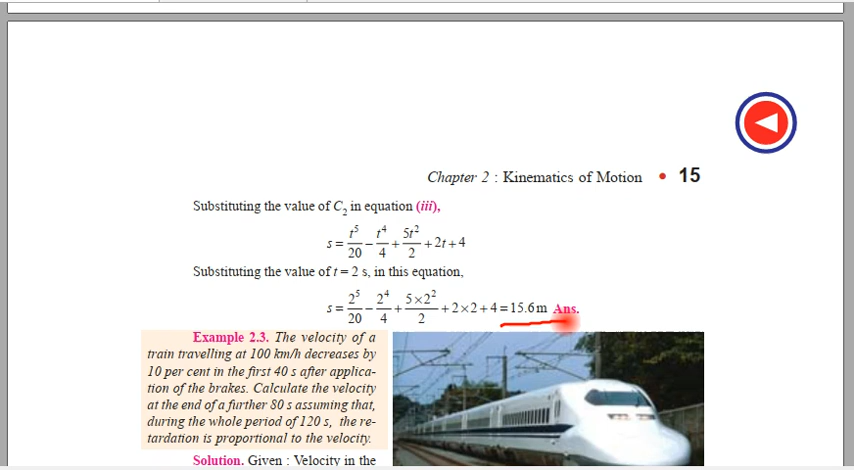 Chapter 2 : Kinematics of Motion • 15
Substituting the value of C₂ in equation (iii),
s = t⁵/20 − t⁴/4 + 5t²/2 + 2t + 4
Substituting the value of t = 2 s, in this equation,
s = 2⁵/20 − 2⁴/4 + 5×2²/2 + 2×2+4 = 15.6 m Ans.
Example 2.3. The velocity of a
train travelling at 100 km/h decreases by
10 per cent in the first 40 s after applica-
tion of the brakes. Calculate the velocity
at the end of a further 80 s assuming that,
during the whole period of 120 s, the re-
tardation is proportional to the velocity.
Solution. Given : Velocity in the